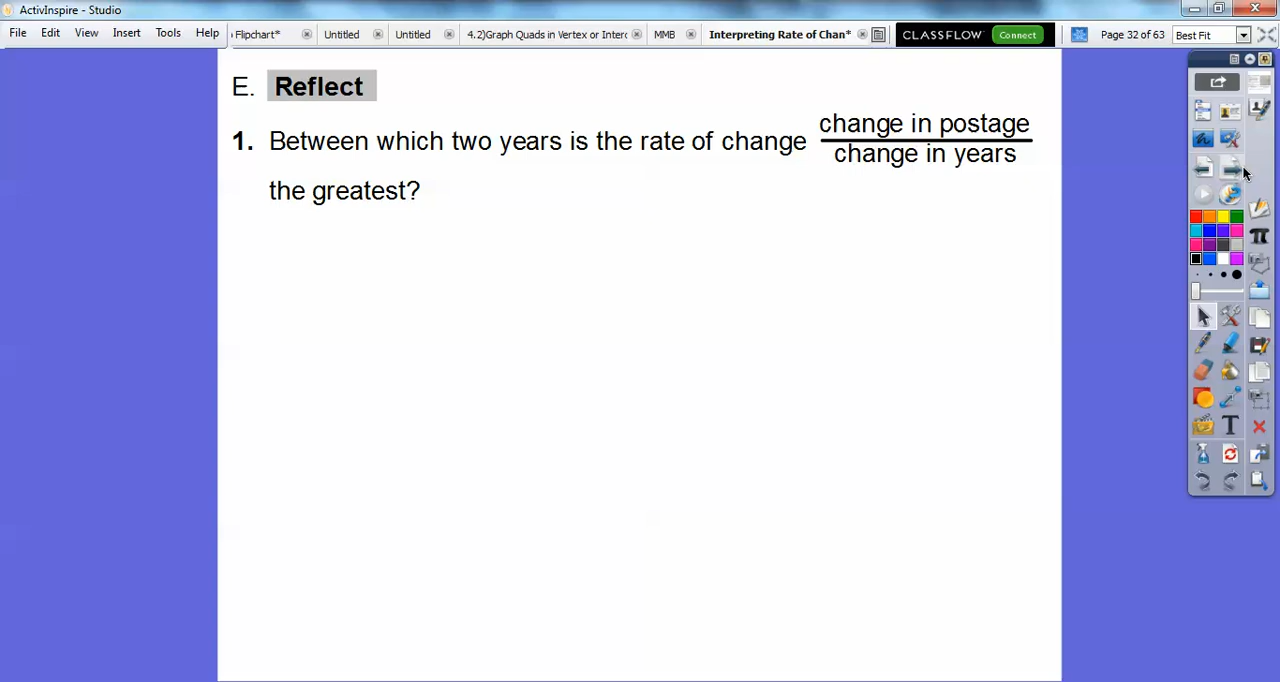 ActivInspire - Studio
File Edit View Insert Tools Help Flipchart* Untitled Untitled 4.2)Graph Quads in Vertex or Interc MMB Interpreting Rate of Chan* CLASSFLOW Connect Page 32 of 63 Best Fit
E. Reflect
1. Between which two years is the rate of change change in postage
change in years
the greatest?